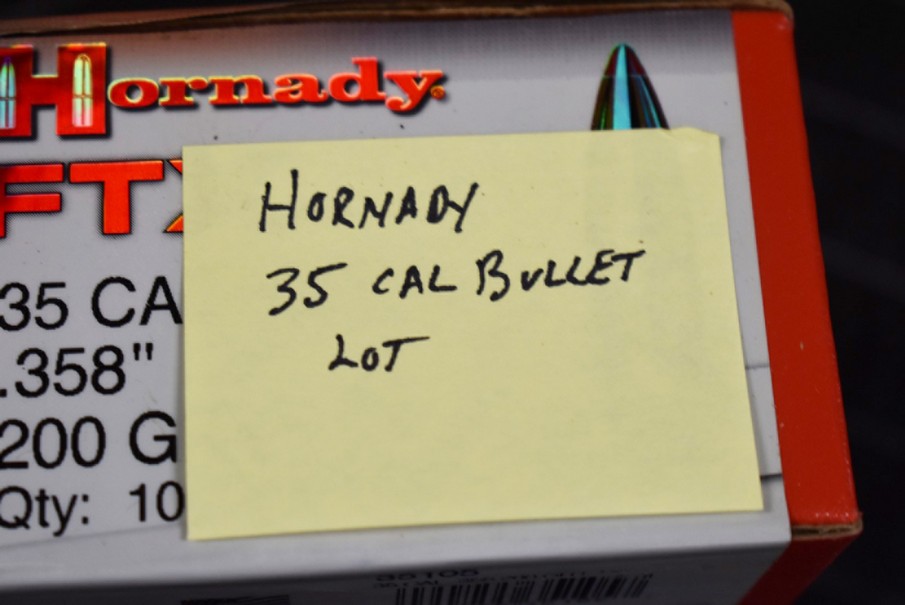 Hornady
FTX
HORNADY
35 CAL BULLET
LOT
35 CA
.358"
200 G
Qty: 10